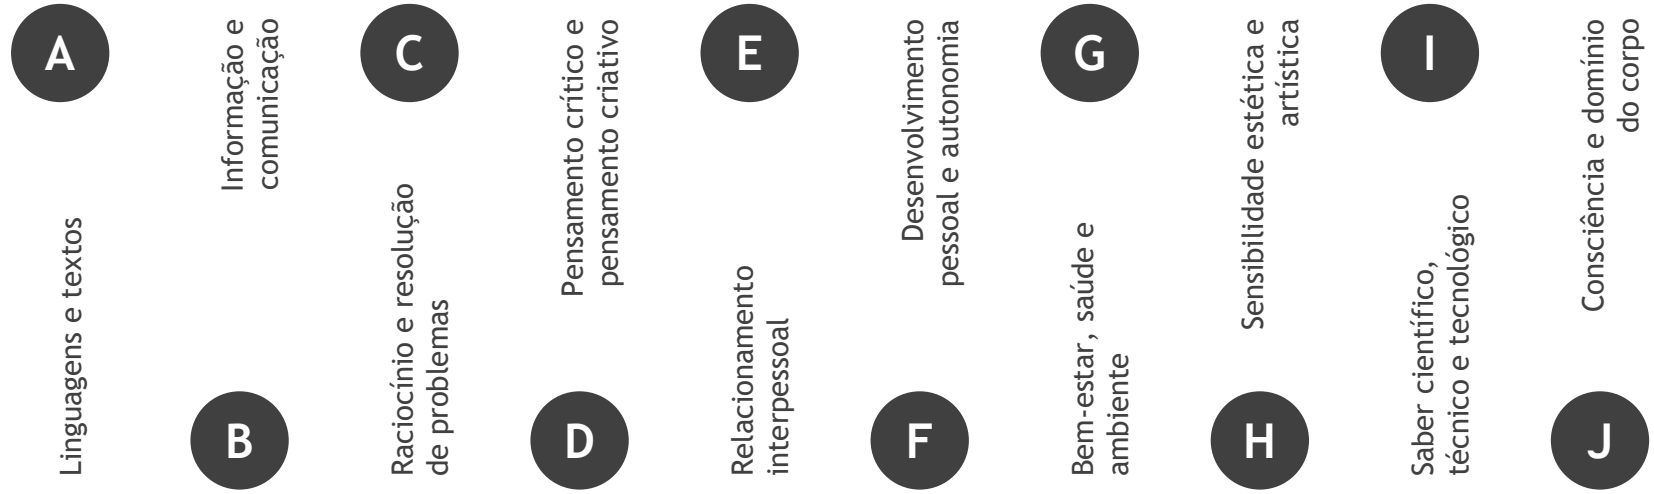 A
Linguagens e textos
B
Informação e
comunicação
C
Raciocínio e resolução
de problemas
D
Pensamento crítico e
pensamento criativo
E
Relacionamento
interpessoal
F
Desenvolvimento
pessoal e autonomia
G
Bem-estar, saúde e
ambiente
H
Sensibilidade estética e
artística
I
Saber científico,
técnico e tecnológico
J
Consciência e domínio
do corpo